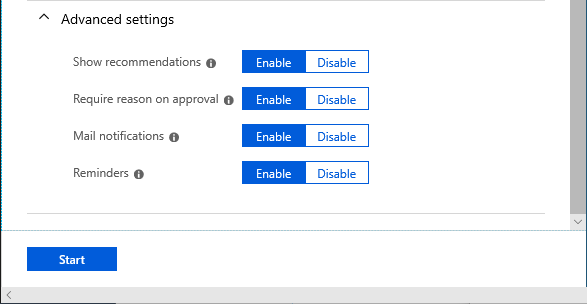 Advanced settings
Show recommendations Enable Disable
Require reason on approval Enable Disable
Mail notifications Enable Disable
Reminders Enable Disable
Start